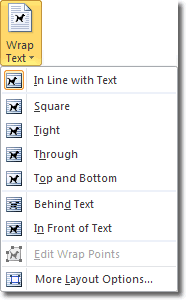 Wrap
Text
In Line with Text
Square
Tight
Through
Top and Bottom
Behind Text
In Front of Text
Edit Wrap Points
More Layout Options...